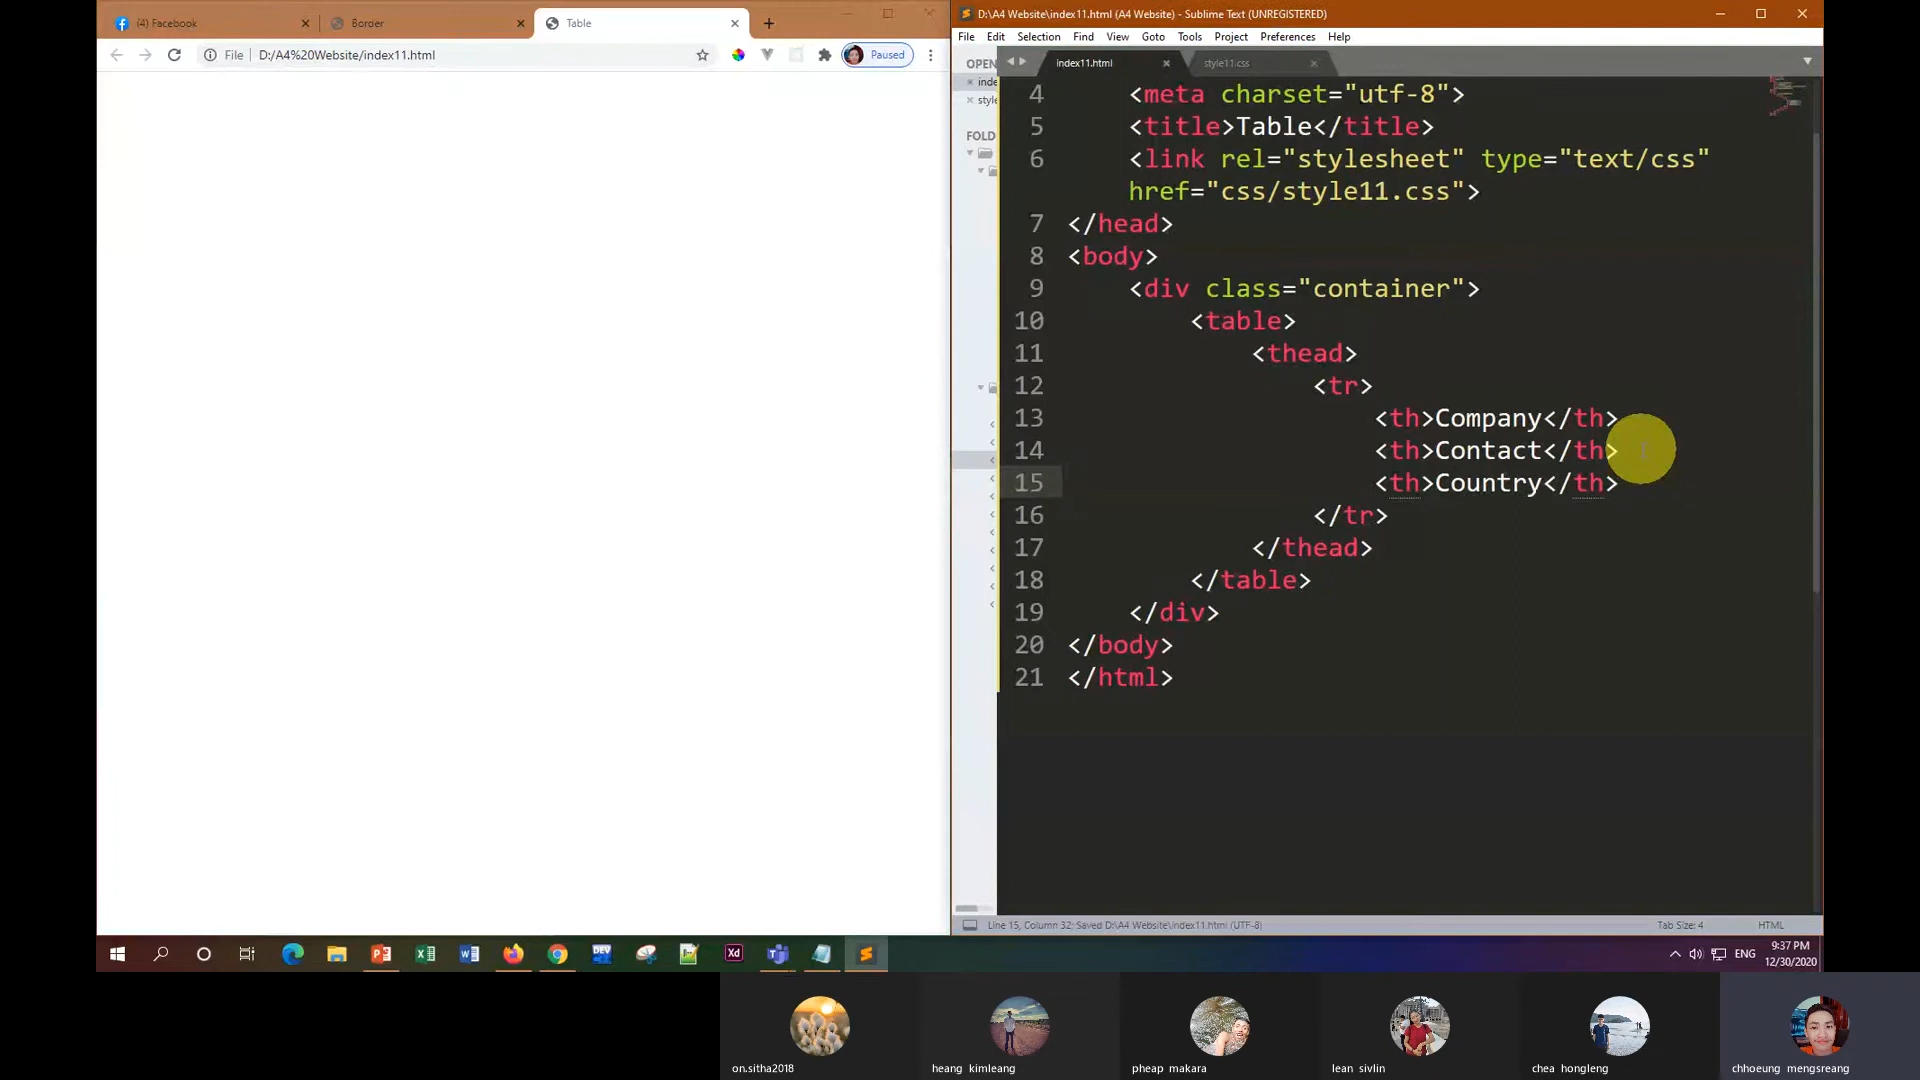 (4) Facebook
Border
Table
File
D:/A4%20Website/index11.html
Paused
D:\A4 Website\index11.html (A4 Website) - Sublime Text (UNREGISTERED)
File Edit Selection Find View Goto Tools Project Preferences Help
OPEN
inde
style
FOLD
index11.html
style11.css
4 <meta charset="utf-8">
5 <title>Table</title>
6 <link rel="stylesheet" type="text/css"
href="css/style11.css">
7 </head>
8 <body>
9 <div class="container">
10 <table>
11 <thead>
12 <tr>
13 <th>Company</th>
14 <th>Contact</th>
15 <th>Country</th>
16 </tr>
17 </thead>
18 </table>
19 </div>
20 </body>
21 </html>
Line 15, Column 32; Saved D:\A4 Website\index11.html (UTF-8)
Tab Size: 4
HTML
DEV
Xd
ENG
9:37 PM
12/30/2020
on.sitha2018
heang kimleang
pheap makara
lean sivlin
chea hongleng
chhoeung mengsreang